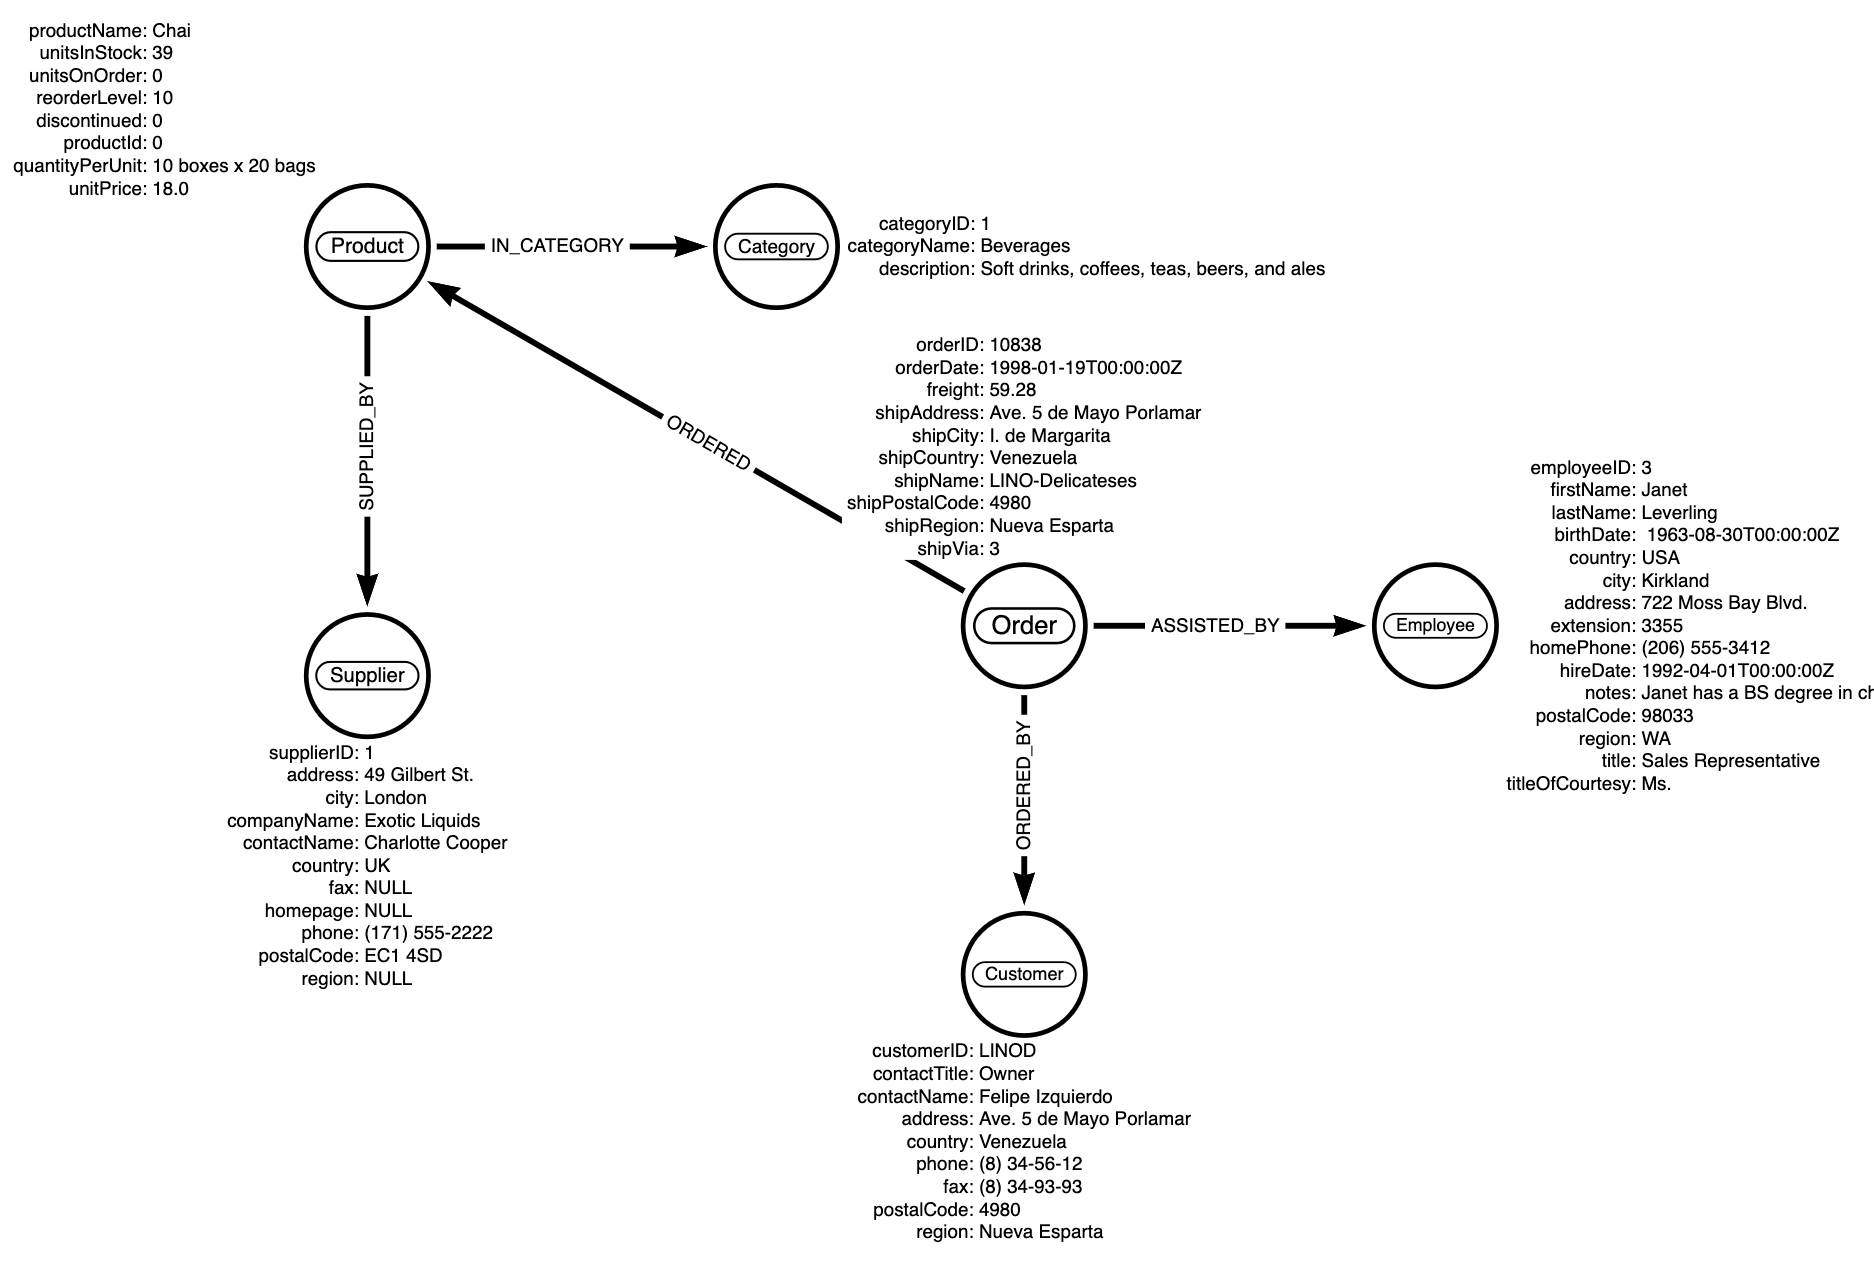 productName: Chai
unitsInStock: 39
unitsOnOrder: 0
reorderLevel: 10
discontinued: 0
productId: 0
quantityPerUnit: 10 boxes x 20 bags
unitPrice: 18.0
Product
IN_CATEGORY
Category
categoryID: 1
categoryName: Beverages
description: Soft drinks, coffees, teas, beers, and ales
SUPPLIED_BY
ORDERED
orderID: 10838
orderDate: 1998-01-19T00:00:00Z
freight: 59.28
shipAddress: Ave. 5 de Mayo Porlamar
shipCity: I. de Margarita
shipCountry: Venezuela
shipName: LINO-Delicateses
shipPostalCode: 4980
shipRegion: Nueva Esparta
shipVia: 3
Order
ASSISTED_BY
Employee
employeeID: 3
firstName: Janet
lastName: Leverling
birthDate: 1963-08-30T00:00:00Z
country: USA
city: Kirkland
address: 722 Moss Bay Blvd.
extension: 3355
homePhone: (206) 555-3412
hireDate: 1992-04-01T00:00:00Z
notes: Janet has a BS degree in
postalCode: 98033
region: WA
title: Sales Representative
titleOfCourtesy: Ms.
Supplier
supplierID: 1
address: 49 Gilbert St.
city: London
companyName: Exotic Liquids
contactName: Charlotte Cooper
country: UK
fax: NULL
homepage: NULL
phone: (171) 555-2222
postalCode: EC1 4SD
region: NULL
ORDERED_BY
Customer
customerID: LINOD
contactTitle: Owner
contactName: Felipe Izquierdo
address: Ave. 5 de Mayo Porlamar
country: Venezuela
phone: (8) 34-56-12
fax: (8) 34-93-93
postalCode: 4980
region: Nueva Esparta